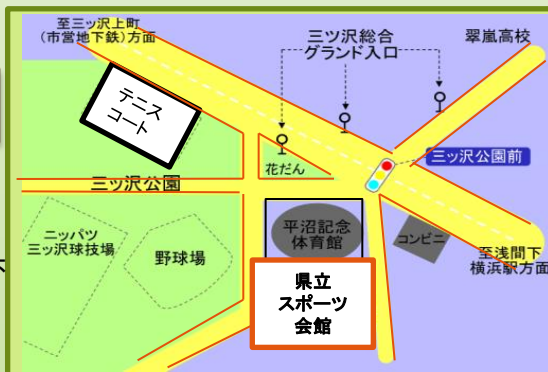 至三ッ沢上町
（市営地下鉄）方面
三ツ沢総合
グランド入口
翠嵐高校
テニス
コート
三ッ沢公園前
花だん
三ッ沢公園
ニッパツ
三ッ沢球技場
野球場
平沼記念
体育館
コンビニ
至浅間下
横浜駅方面
県立
スポーツ
会館